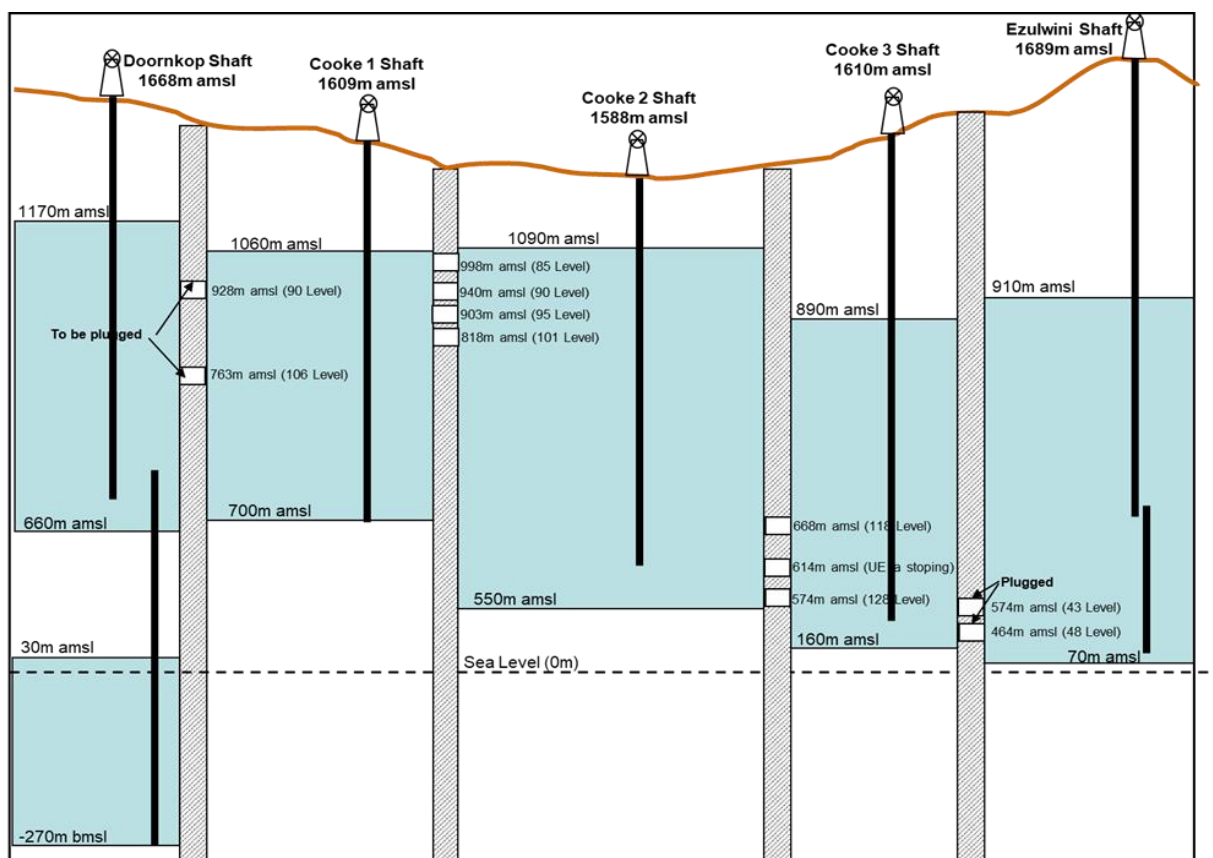 Ezulwini Shaft
1689m amsl
Doornkop Shaft
1668m amsl
Cooke 1 Shaft
1609m amsl
Cooke 2 Shaft
1588m amsl
Cooke 3 Shaft
1610m amsl
1170m amsl
1060m amsl
1090m amsl
890m amsl
910m amsl
998m amsl (85 Level)
940m amsl (90 Level)
903m amsl (95 Level)
818m amsl (101 Level)
928m amsl (90 Level)
To be plugged
763m amsl (106 Level)
660m amsl
700m amsl
550m amsl
668m amsl (118 Level)
614m amsl (UE a stoping)
574m amsl (128 Level)
160m amsl
Plugged
574m amsl (43 Level)
464m amsl (48 Level)
70m amsl
30m amsl
Sea Level (0m)
-270m bmsl